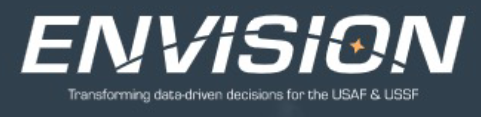 ENVISION
Transforming data-driven decisions for the USAF & USSF